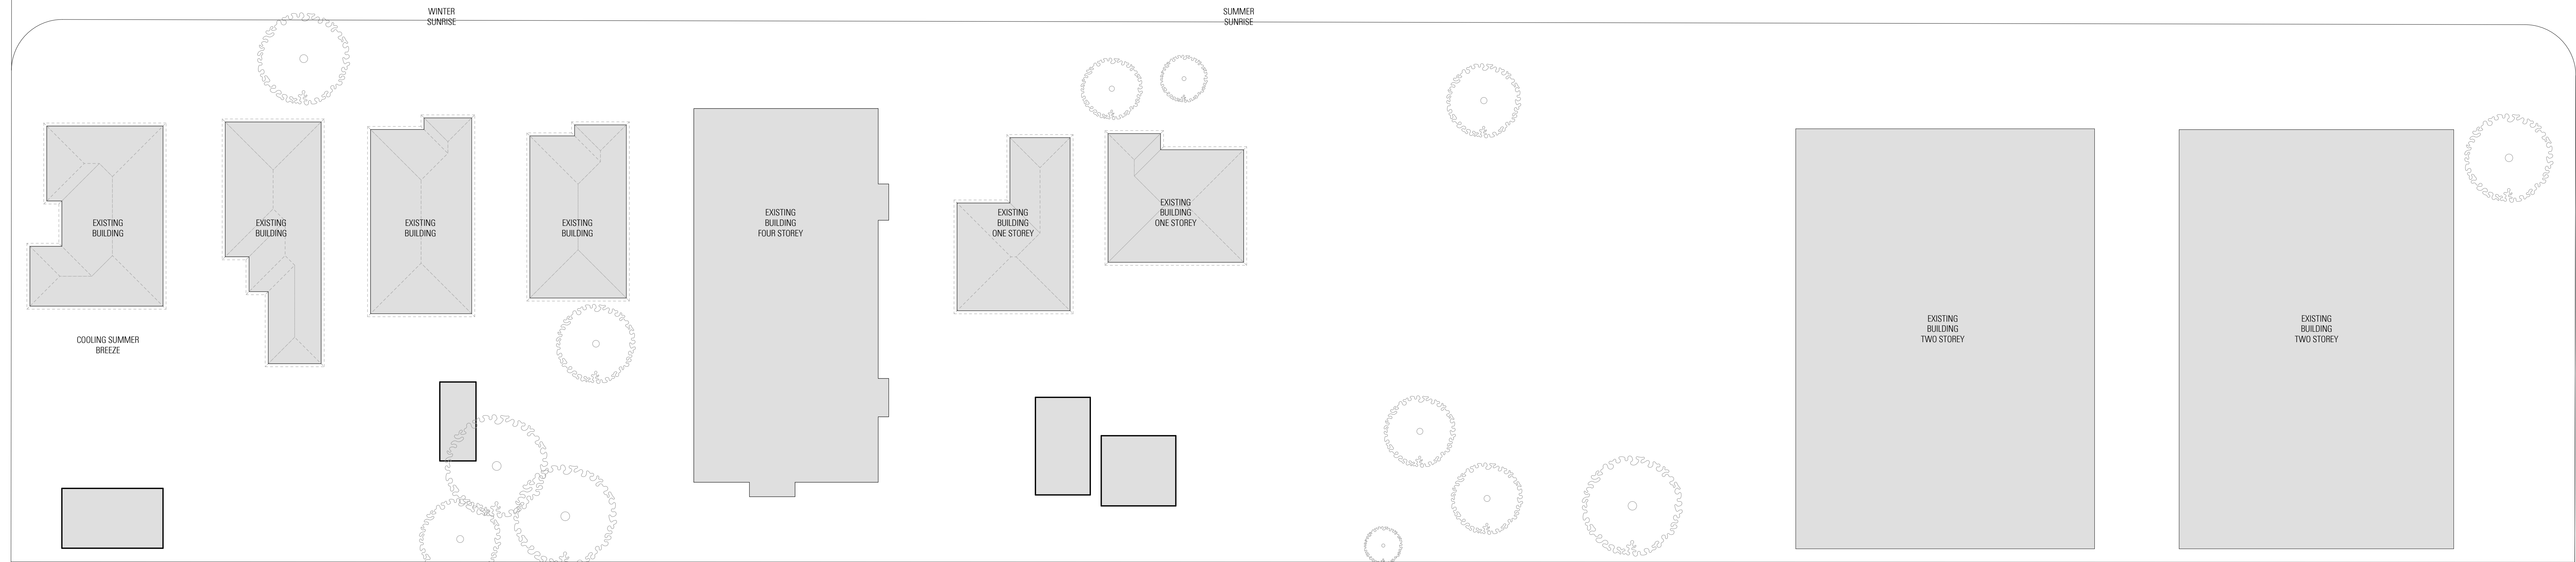 WINTER
SUNRISE
SUMMER
SUNRISE
EXISTING
BUILDING
EXISTING
BUILDING
EXISTING
BUILDING
EXISTING
BUILDING
EXISTING
BUILDING
FOUR STOREY
EXISTING
BUILDING
ONE STOREY
EXISTING
BUILDING
ONE STOREY
EXISTING
BUILDING
TWO STOREY
EXISTING
BUILDING
TWO STOREY
COOLING SUMMER
BREEZE